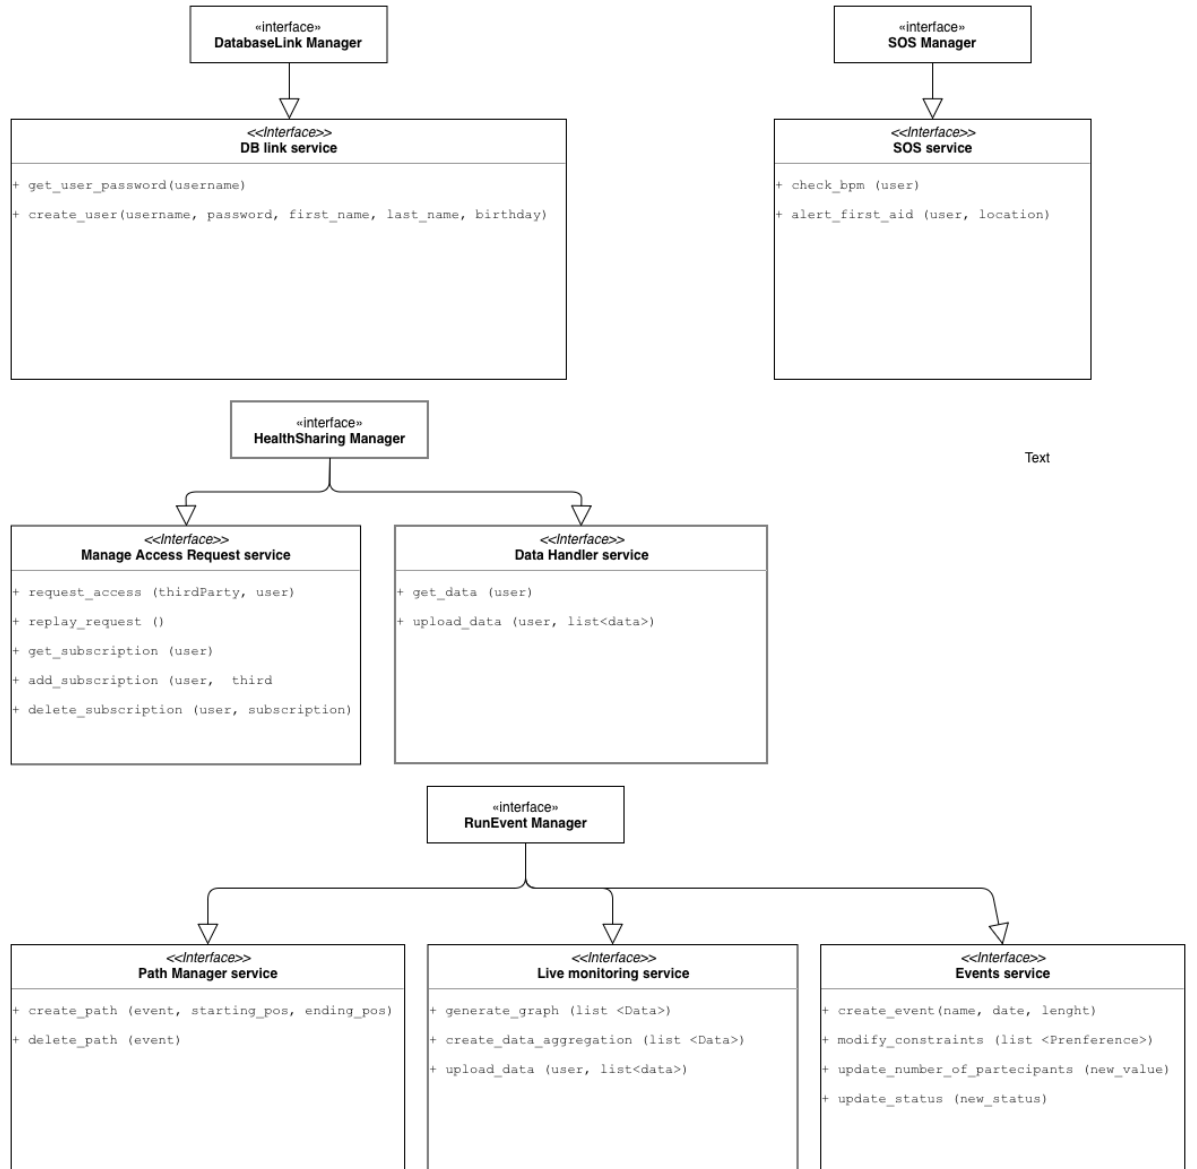 «interface»
DatabaseLink Manager
«interface»
SOS Manager
<<Interface>>
DB link service
+ get_user_password(username)
+ create_user(username, password, first_name, last_name, birthday)
<<Interface>>
SOS service
+ check_bpm (user)
+ alert_first_aid (user, location)
«interface»
HealthSharing Manager
Text
<<Interface>>
Manage Access Request service
+ request_access (thirdParty, user)
+ replay_request ()
+ get_subscription (user)
+ add_subscription (user,  third
+ delete_subscription (user, subscription)
<<Interface>>
Data Handler service
+ get_data (user)
+ upload_data (user, list<data>)
«interface»
RunEvent Manager
<<Interface>>
Path Manager service
+ create_path (event, starting_pos, ending_pos)
+ delete_path (event)
<<Interface>>
Live monitoring service
+ generate_graph (list <Data>)
+ create_data_aggregation (list <Data>)
+ upload_data (user, list<data>)
<<Interface>>
Events service
+ create_event(name, date, lenght)
+ modify_constraints (list <Prenference>)
+ update_number_of_partecipants (new_value)
+ update_status (new_status)